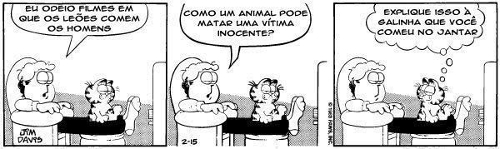 EU ODEIO FILMES EM
QUE OS LEÕES COMEM
OS HOMENS
JIM
DAVIS
COMO UM ANIMAL PODE
MATAR UMA VÍTIMA
INOCENTE?
2-15
EXPLIQUE ISSO À
GALINHA QUE VOCÊ
COMEU NO JANTAR